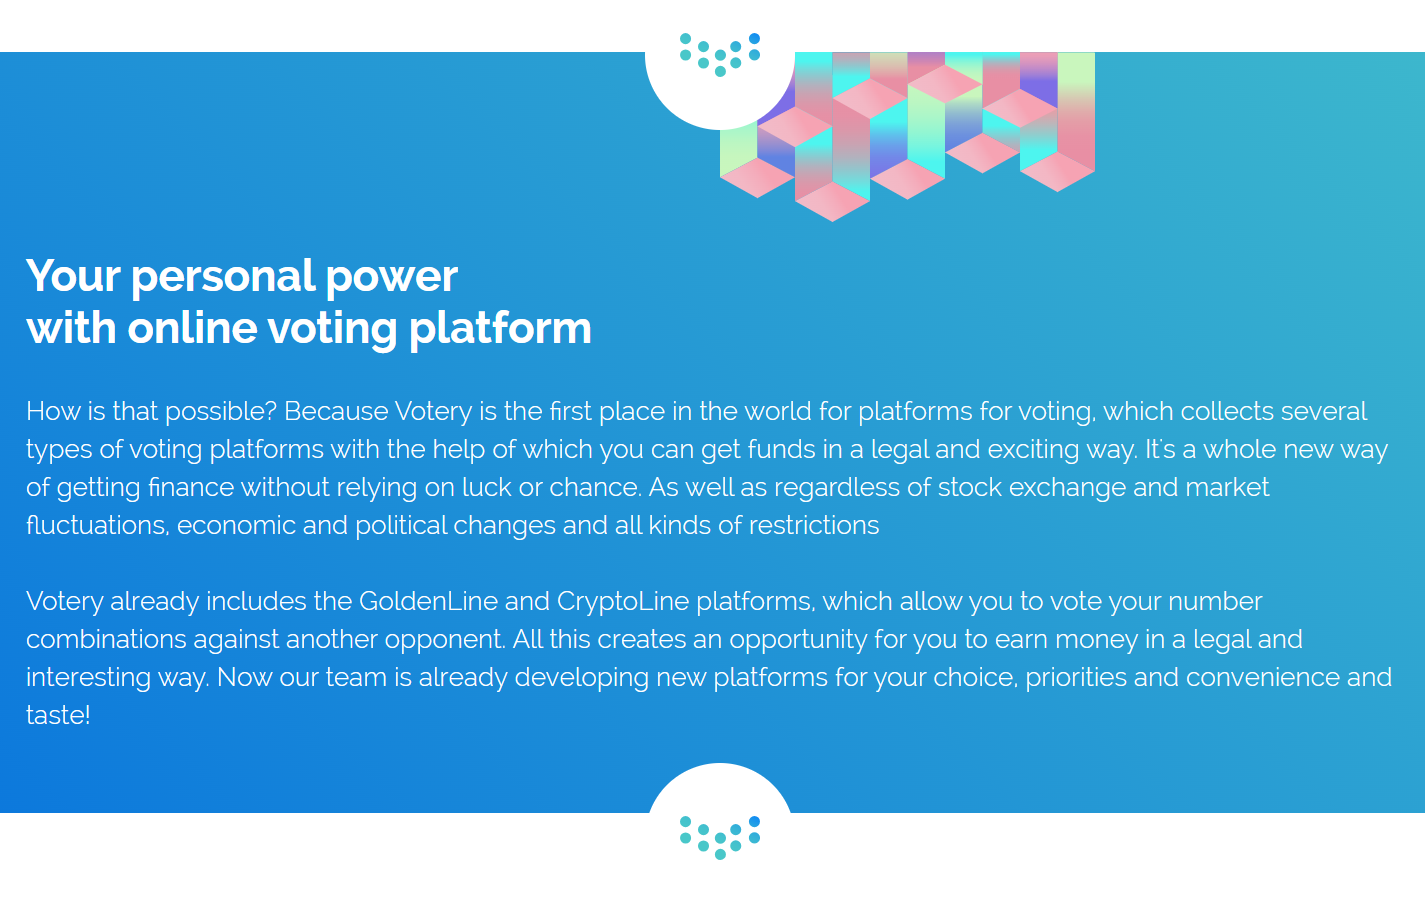 Your personal power
with online voting platform
How is that possible? Because Votery is the first place in the world for platforms for voting, which collects several
types of voting platforms with the help of which you can get funds in a legal and exciting way. It's a whole new way
of getting finance without relying on luck or chance. As well as regardless of stock exchange and market
fluctuations, economic and political changes and all kinds of restrictions
Votery already includes the GoldenLine and CryptoLine platforms, which allow you to vote your number
combinations against another opponent. All this creates an opportunity for you to earn money in a legal and
interesting way. Now our team is already developing new platforms for your choice, priorities and convenience and
taste!